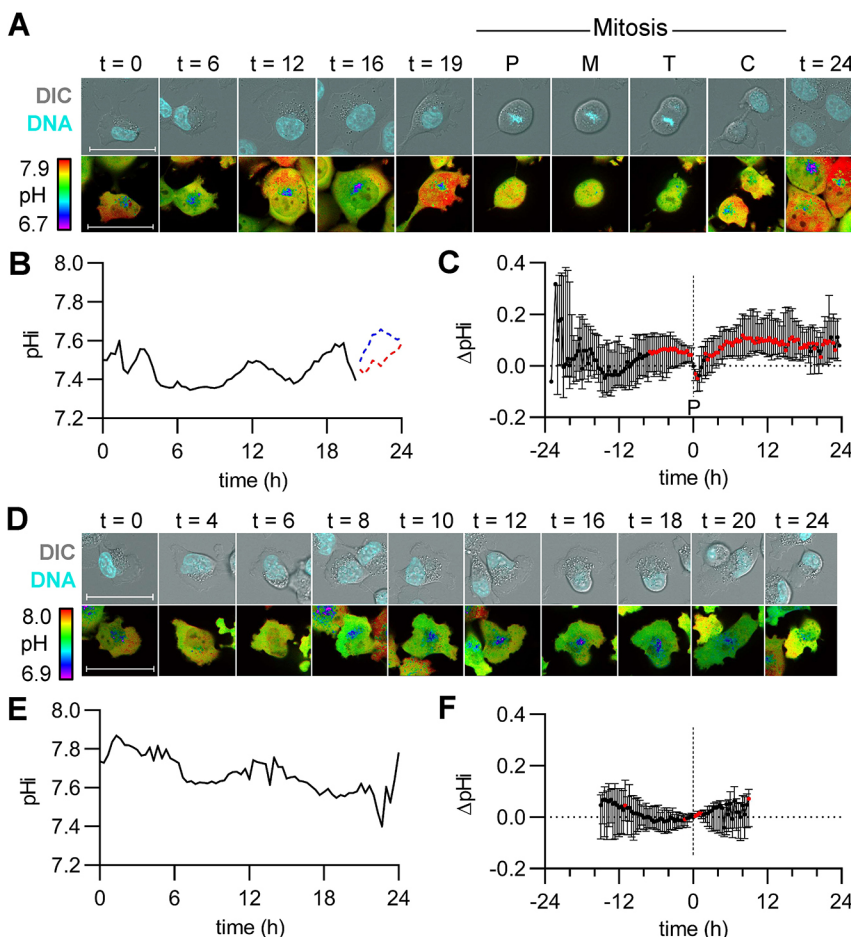 A
Mitosis
t = 0 t = 6 t = 12 t = 16 t = 19 P M T C t = 24
DIC
DNA
7.9
pH
6.7
B
8.0
7.8
7.6
7.4
7.2
pHi
0 6 12 18 24
time (h)
C
0.4
0.2
0.0
-0.2
ΔpHi
P
-24 -12 0 12 24
time (h)
D
t = 0 t = 4 t = 6 t = 8 t = 10 t = 12 t = 16 t = 18 t = 20 t = 24
DIC
DNA
8.0
pH
6.9
E
8.0
7.8
7.6
7.4
7.2
pHi
0 6 12 18 24
time (h)
F
0.4
0.2
0.0
-0.2
ΔpHi
-24 -12 0 12 24
time (h)